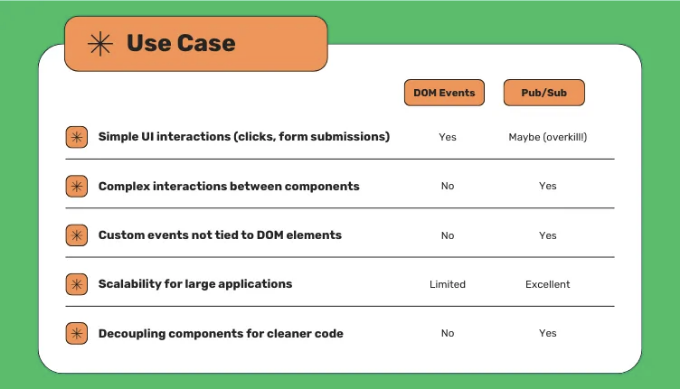 Use Case
DOM Events Pub/Sub
Simple UI interactions (clicks, form submissions) Yes Maybe (overkill!)
Complex interactions between components No Yes
Custom events not tied to DOM elements No Yes
Scalability for large applications Limited Excellent
Decoupling components for cleaner code No Yes